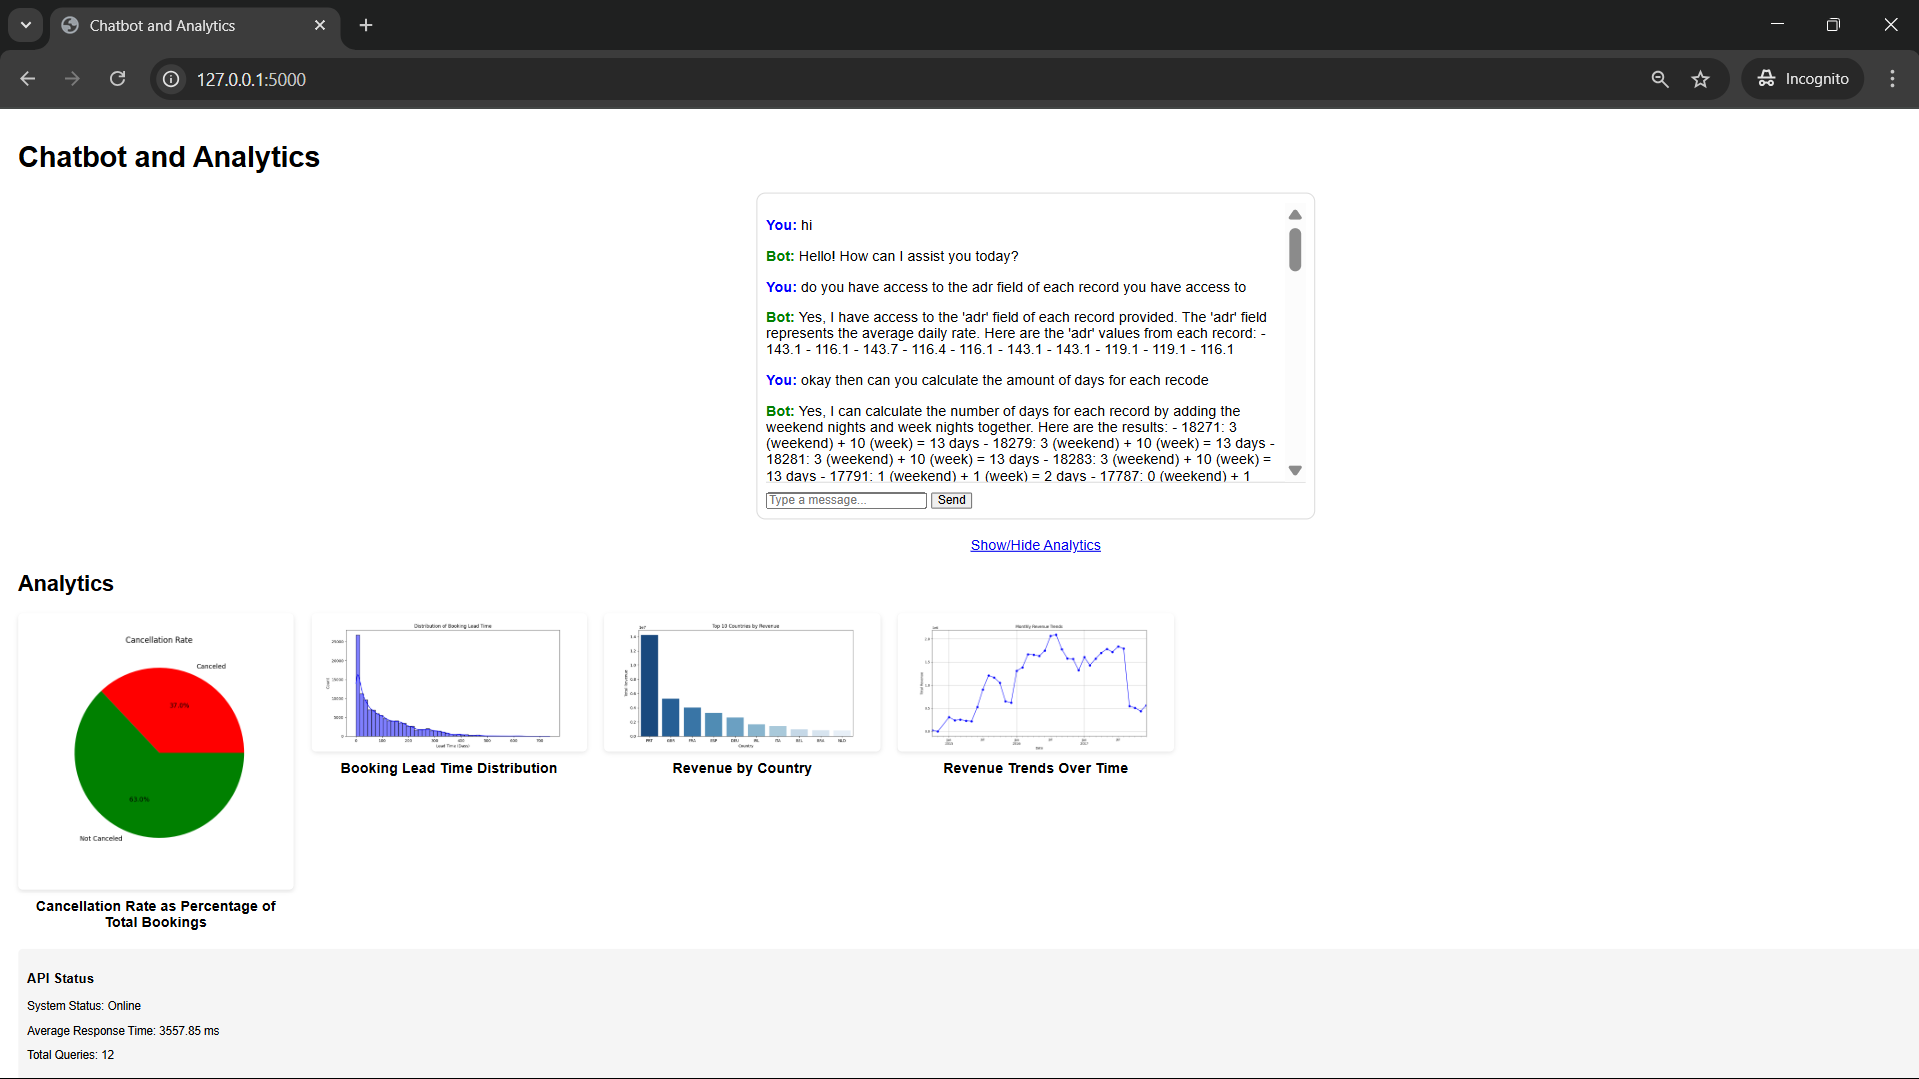 Chatbot and Analytics
127.0.0.1:5000
Incognito
Chatbot and Analytics
You: hi
Bot: Hello! How can I assist you today?
You: do you have access to the adr field of each record you have access to
Bot: Yes, I have access to the 'adr' field of each record provided. The 'adr' field
represents the average daily rate. Here are the 'adr' values from each record: -
143.1 - 116.1 - 143.7 - 116.4 - 116.1 - 143.1 - 143.1 - 119.1 - 119.1 - 116.1
You: okay then can you calculate the amount of days for each recode
Bot: Yes, I can calculate the number of days for each record by adding the
weekend nights and week nights together. Here are the results: - 18271: 3
(weekend) + 10 (week) = 13 days - 18279: 3 (weekend) + 10 (week) = 13 days -
18281: 3 (weekend) + 10 (week) = 13 days - 18283: 3 (weekend) + 10 (week) =
13 days - 17791: 1 (weekend) + 1 (week) = 2 days - 17787: 0 (weekend) + 1
Type a message... Send
Show/Hide Analytics
Analytics
Cancellation Rate
Canceled
37.0%
63.0%
Not Canceled
Cancellation Rate as Percentage of
Total Bookings
Distribution of Booking Lead Time
Lead Time (Days)
Booking Lead Time Distribution
Top 10 Countries by Revenue
Total Revenue
Country
Revenue by Country
Monthly Revenue Trends
Revenue Trends Over Time
API Status
System Status: Online
Average Response Time: 3557.85 ms
Total Queries: 12